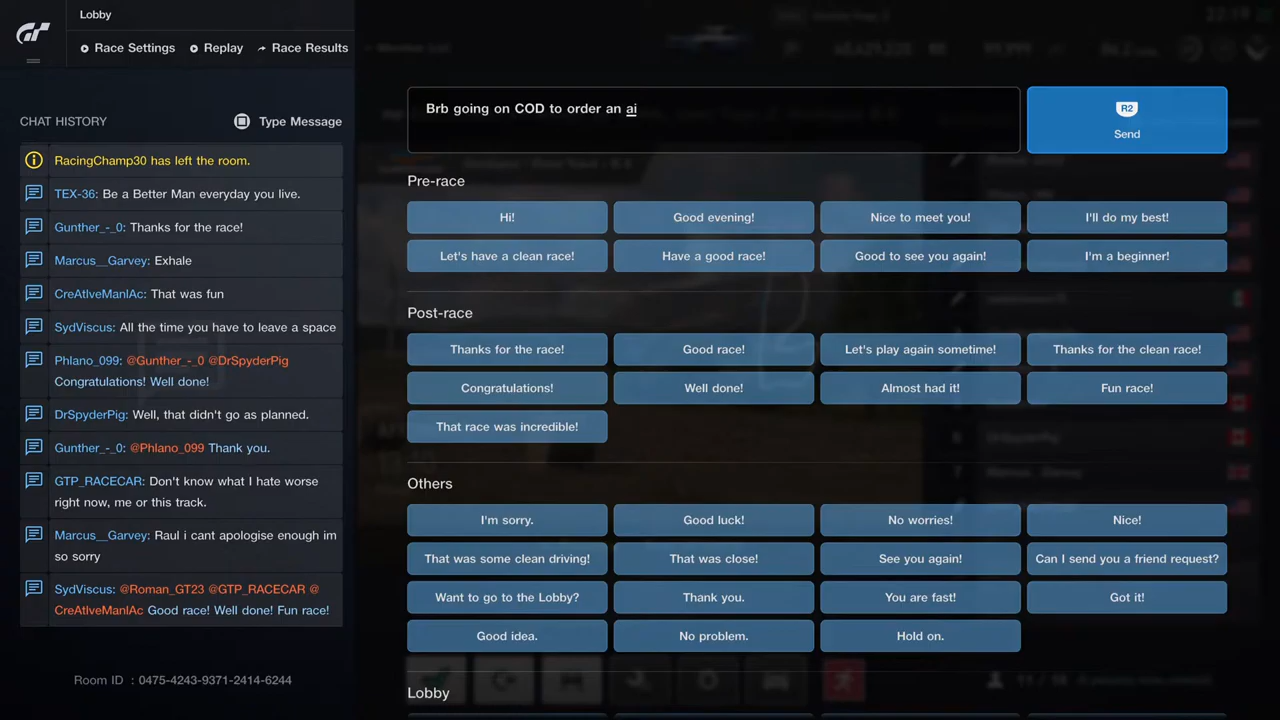 Lobby
Race Settings
Replay
Race Results
CHAT HISTORY
Type Message
RacingChamp30 has left the room.
TEX-36: Be a Better Man everyday you live.
Gunther_-_0: Thanks for the race!
Marcus__Garvey: Exhale
CreAtIveManIAc: That was fun
SydViscus: All the time you have to leave a space
Phlano_099: @Gunther_-_0 @DrSpyderPig
Congratulations! Well done!
DrSpyderPig: Well, that didn't go as planned.
Gunther_-_0: @Phlano_099 Thank you.
GTP_RACECAR: Don't know what I hate worse
right now, me or this track.
Marcus__Garvey: Raul i cant apologise enough im
so sorry
SydViscus: @Roman_GT23 @GTP_RACECAR @
CreAtIveManIAc Good race! Well done! Fun race!
Room ID : 0475-4243-9371-2414-6244
Brb going on COD to order an ai
R2
Send
Pre-race
Hi!
Good evening!
Nice to meet you!
I'll do my best!
Let's have a clean race!
Have a good race!
Good to see you again!
I'm a beginner!
Post-race
Thanks for the race!
Good race!
Let's play again sometime!
Thanks for the clean race!
Congratulations!
Well done!
Almost had it!
Fun race!
That race was incredible!
Others
I'm sorry.
Good luck!
No worries!
Nice!
That was some clean driving!
That was close!
See you again!
Can I send you a friend request?
Want to go to the Lobby?
Thank you.
You are fast!
Got it!
Good idea.
No problem.
Hold on.
Lobby